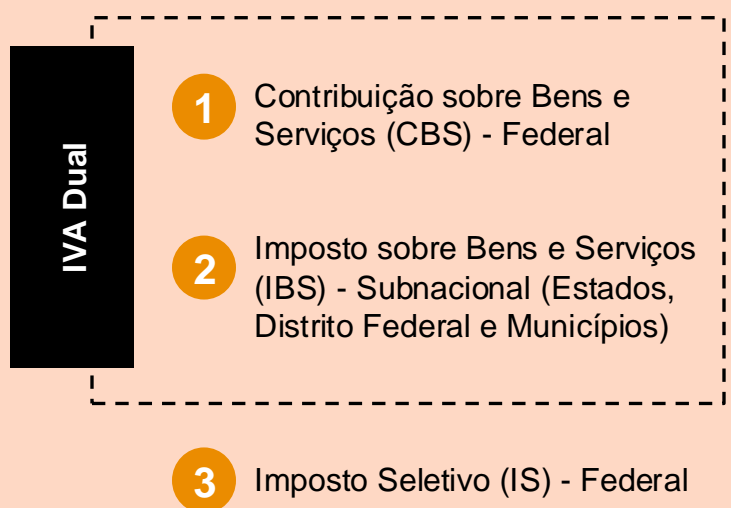 IVA Dual
1
Contribuição sobre Bens e
Serviços (CBS) - Federal
2
Imposto sobre Bens e Serviços
(IBS) - Subnacional (Estados,
Distrito Federal e Municípios)
3
Imposto Seletivo (IS) - Federal